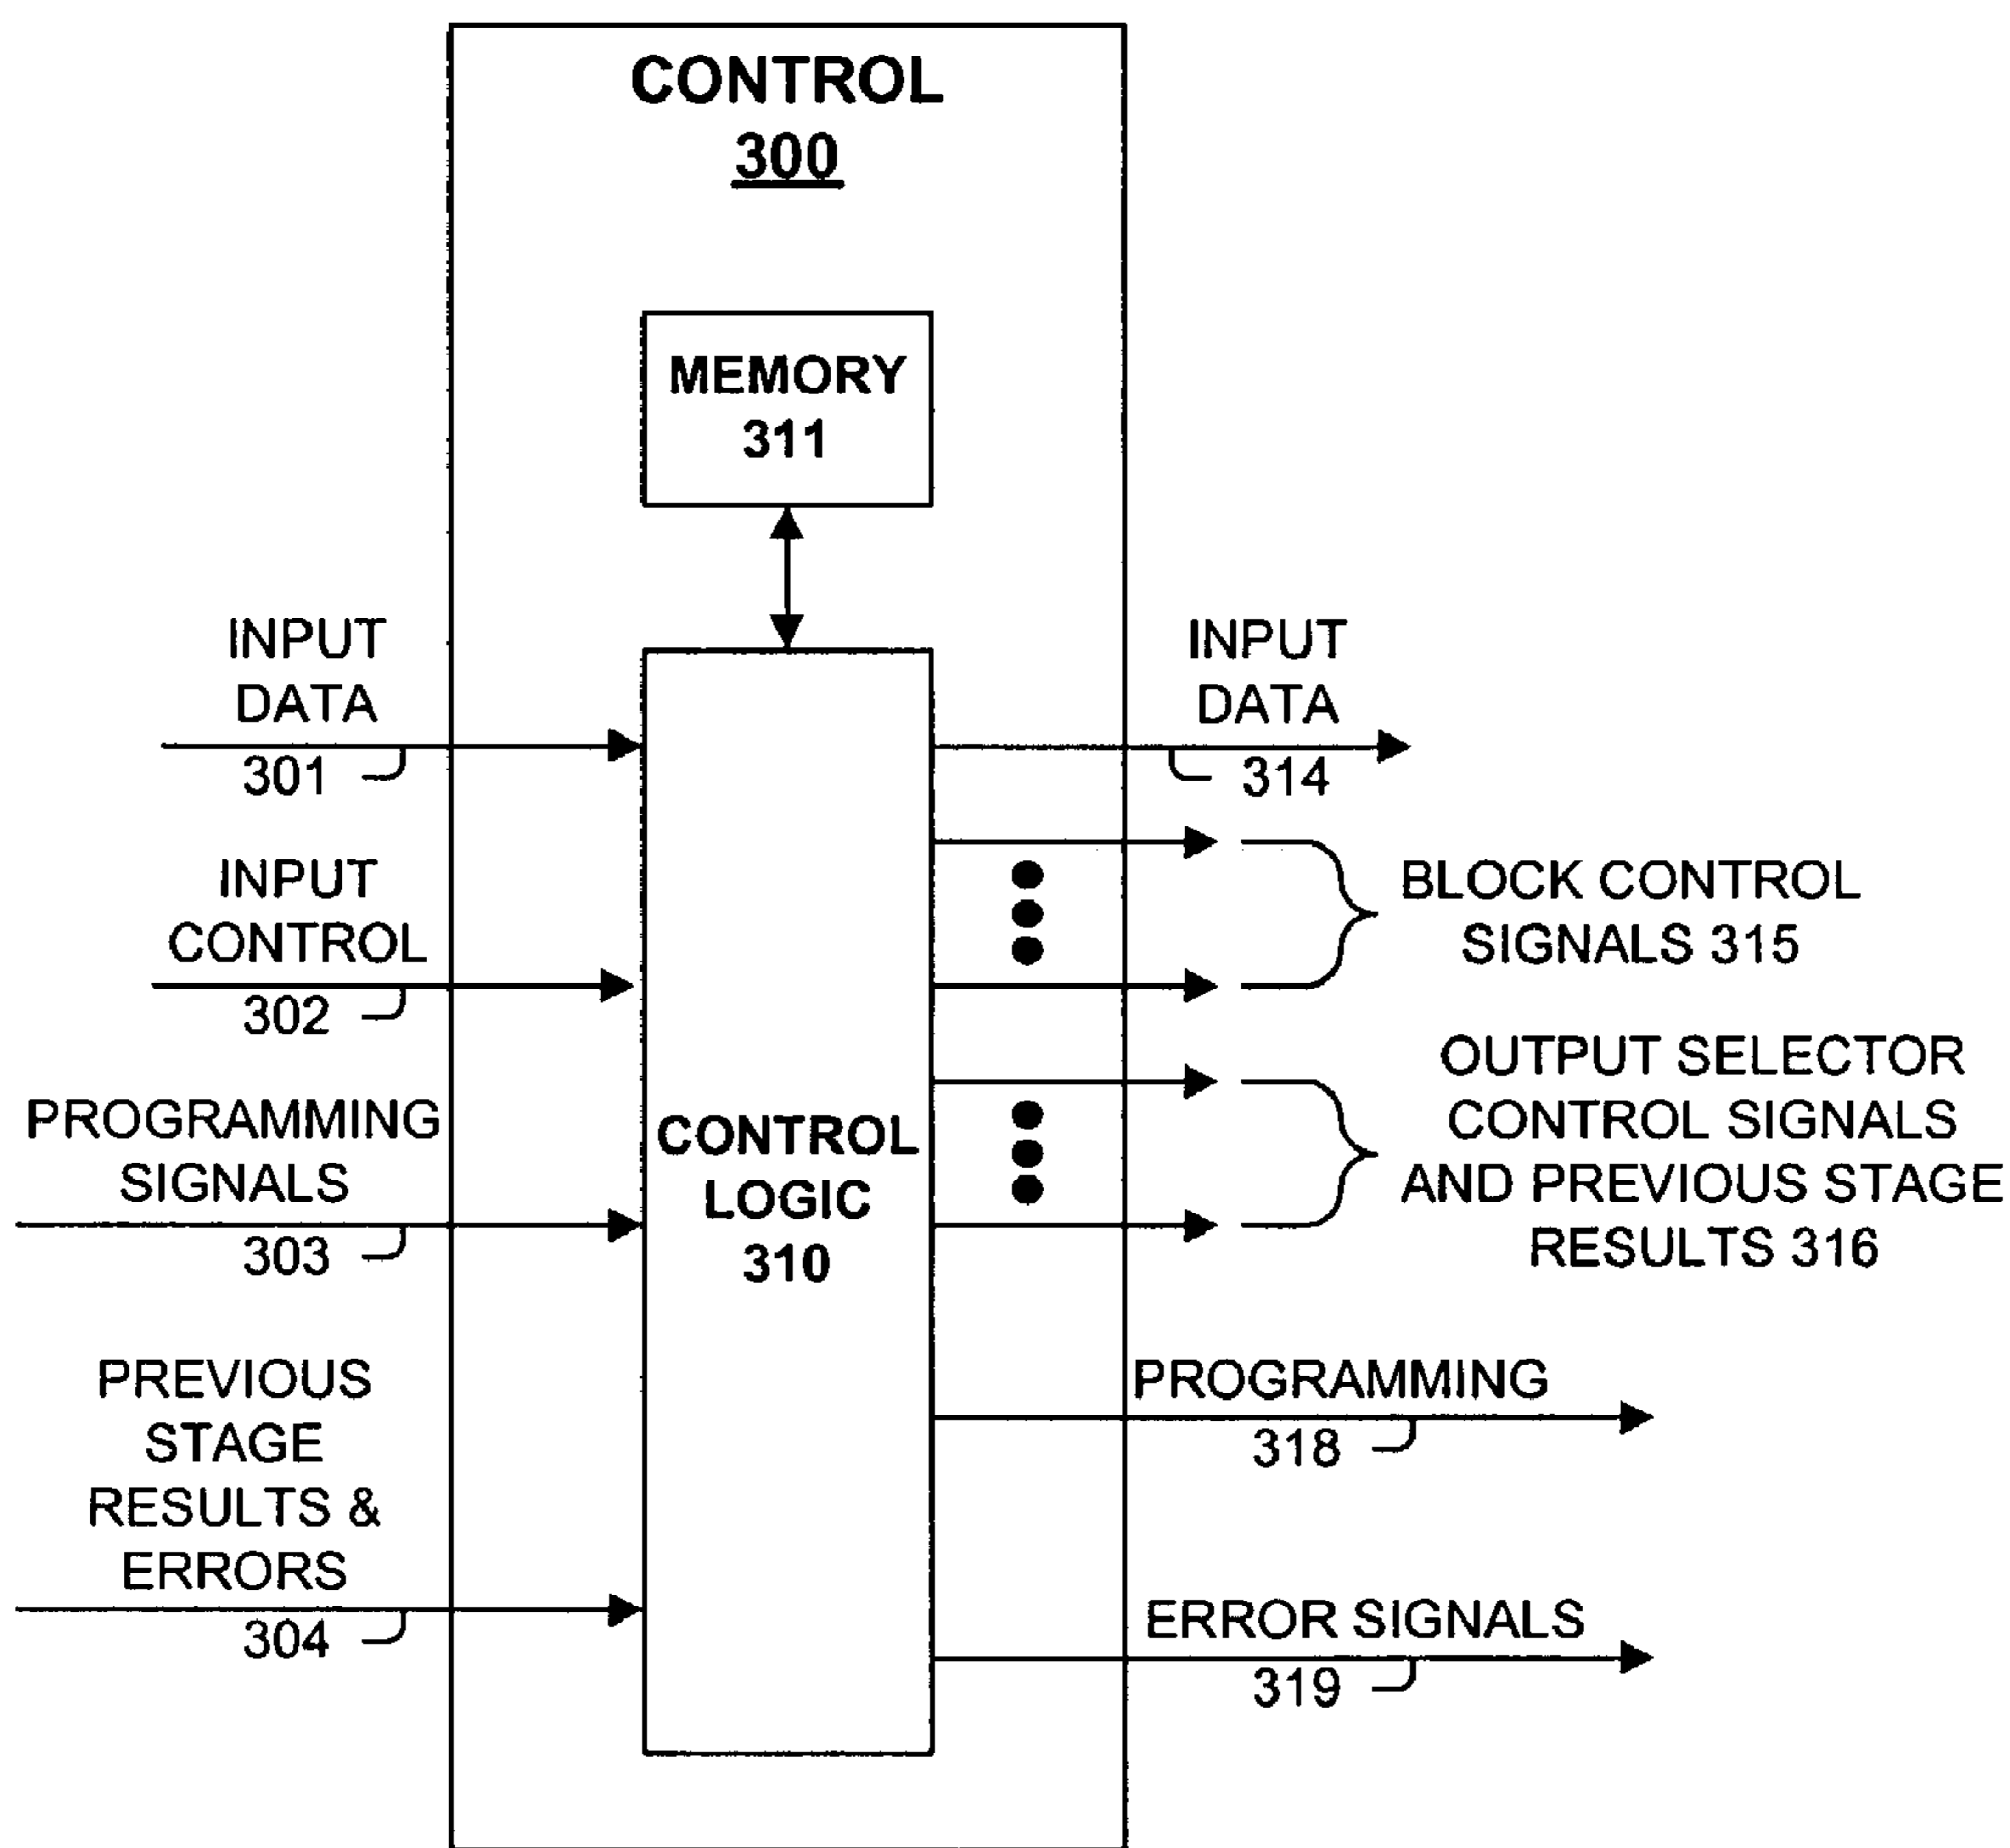 CONTROL
300
MEMORY
311
INPUT
DATA
301
INPUT
CONTROL
302
PROGRAMMING
SIGNALS
303
PREVIOUS
STAGE
RESULTS &
ERRORS
304
CONTROL
LOGIC
310
INPUT
DATA
314
BLOCK CONTROL
SIGNALS 315
OUTPUT SELECTOR
CONTROL SIGNALS
AND PREVIOUS STAGE
RESULTS 316
PROGRAMMING
318
ERROR SIGNALS
319